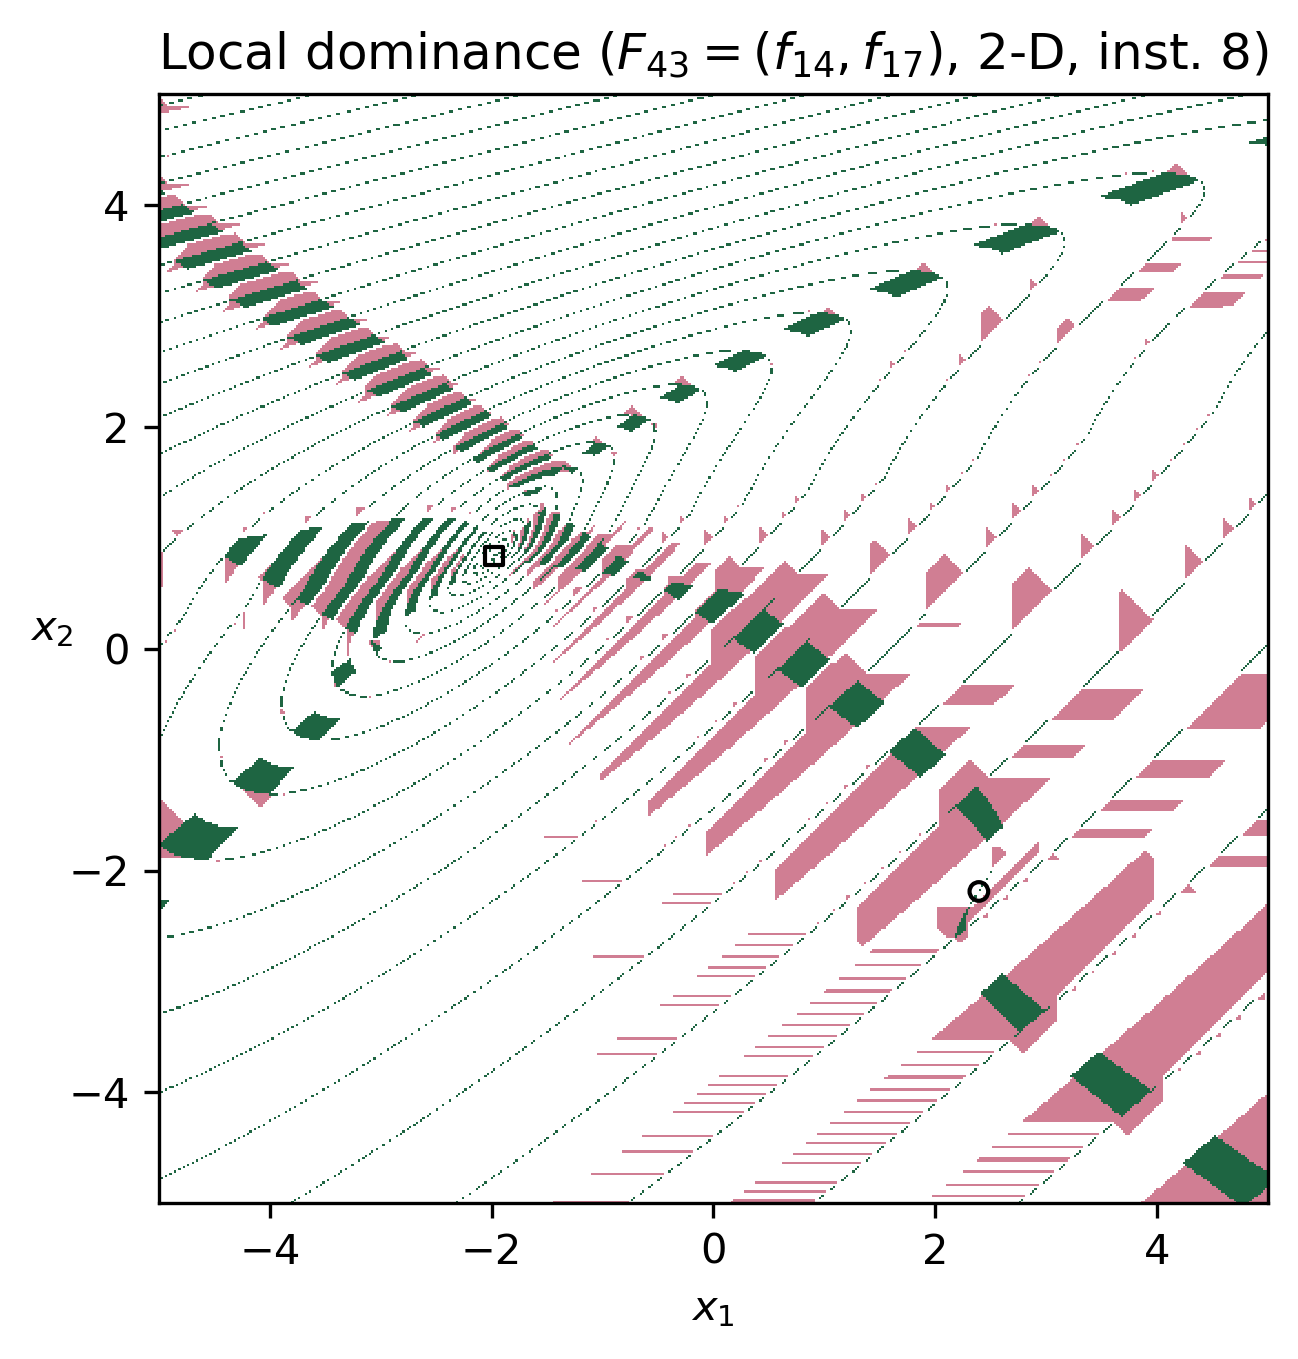 Local dominance (F₄₃ = (f₁₄, f₁₇), 2-D, inst. 8)
4
2
x₂
0
−2
−4
−4 −2 0 2 4
x₁